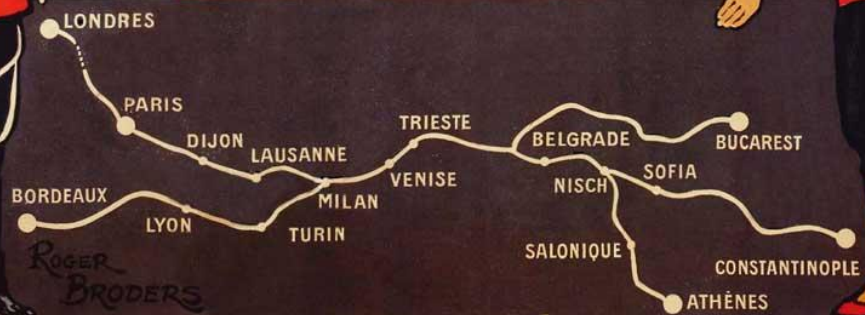 LONDRES
PARIS
DIJON
LAUSANNE
TRIESTE
BELGRADE
BUCAREST
BORDEAUX
LYON
TURIN
MILAN
VENISE
NISCH
SOFIA
SALONIQUE
CONSTANTINOPLE
ATHÈNES
ROGER
BRODERS